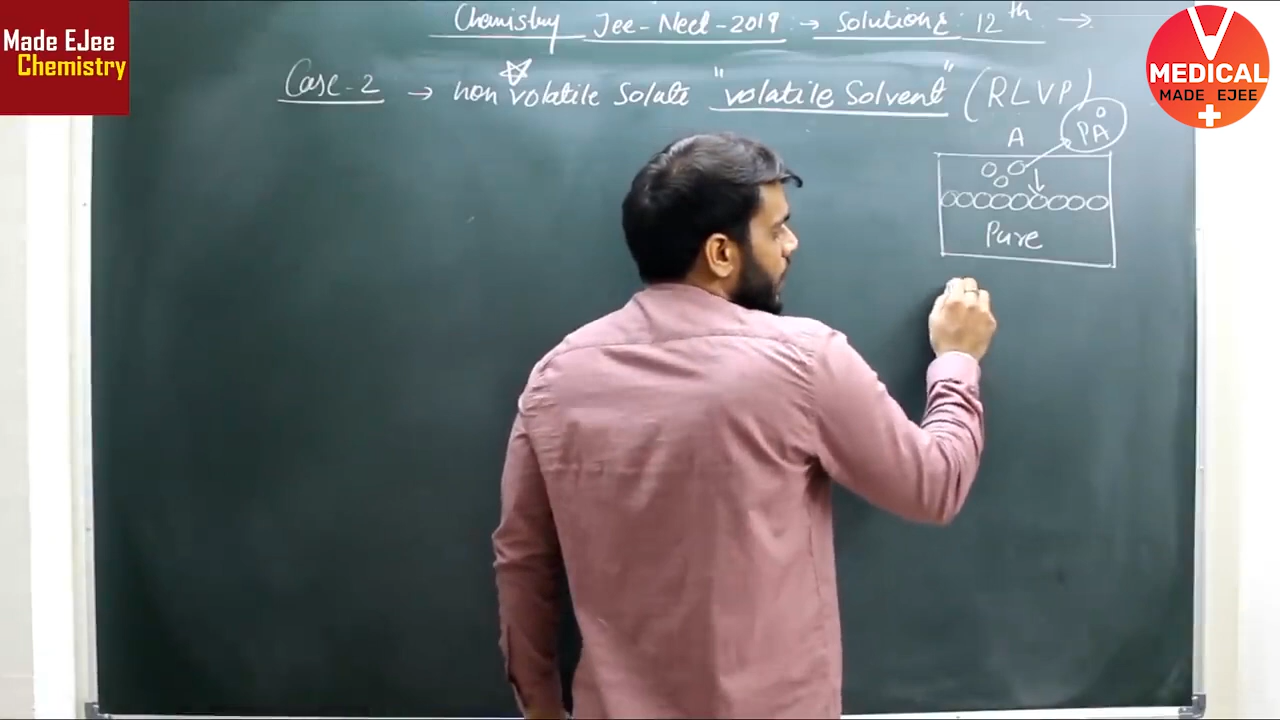 Made EJee
Chemistry
Chemistry Jee-Neet-2019 → Solutions 12th →
Case-2 → non volatile Solute "volatile Solvent" (RLVP)
A
PA°
Pure
V
MEDICAL
MADE EJEE